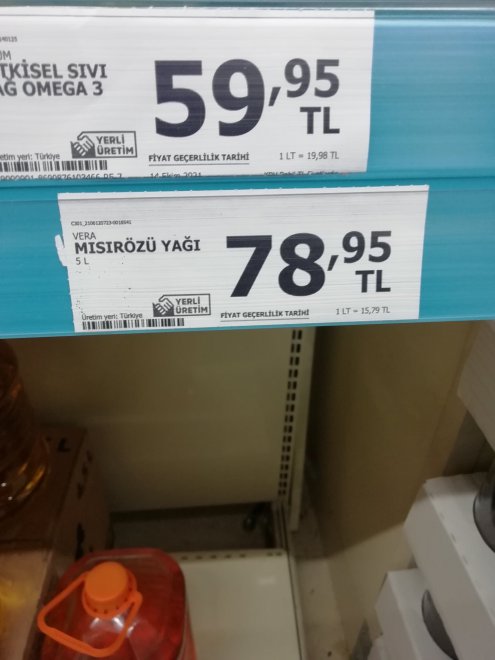 TKİSEL SIVI
AĞ OMEGA 3
59,95
TL
YERLİ
ÜRETİM
etim yeri: Türkiye
FİYAT GEÇERLİLİK TARİHİ
1 LT = 19,98 TL
VERA
MISIRÖZÜ YAĞI
5 L
78,95
TL
YERLİ
ÜRETİM
Üretim yeri: Türkiye
FİYAT GEÇERLİLİK TARİHİ
1 LT = 15,79 TL